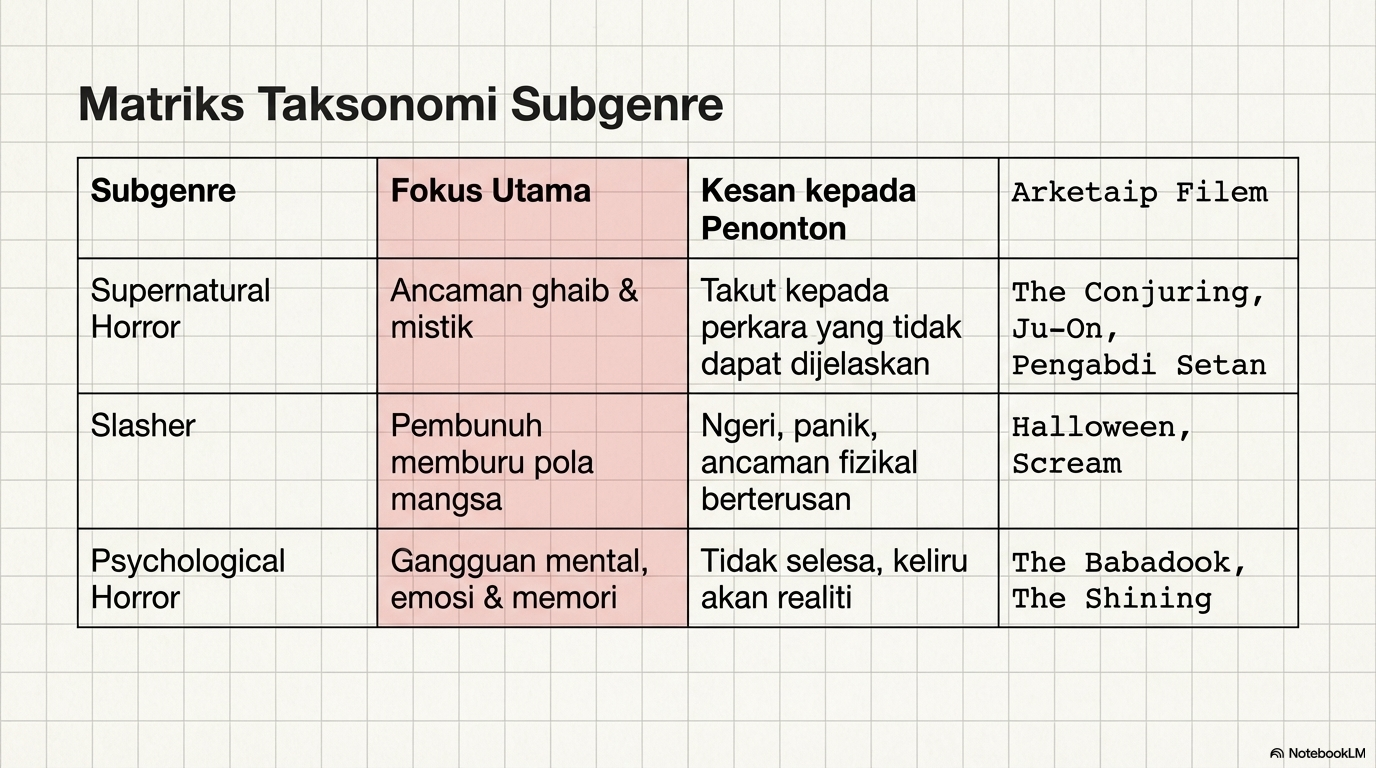 Matriks Taksonomi Subgenre
Subgenre
Fokus Utama
Kesan kepada
Penonton
Arketaip Filem
Supernatural
Horror
Ancaman ghaib &
mistik
Takut kepada
perkara yang tidak
dapat dijelaskan
The Conjuring,
Ju-On,
Pengabdi Setan
Slasher
Pembunuh
memburu pola
mangsa
Ngeri, panik,
ancaman fizikal
berterusan
Halloween,
Scream
Psychological
Horror
Gangguan mental,
emosi & memori
Tidak selesa, keliru
akan realiti
The Babadook,
The Shining
NotebookLM